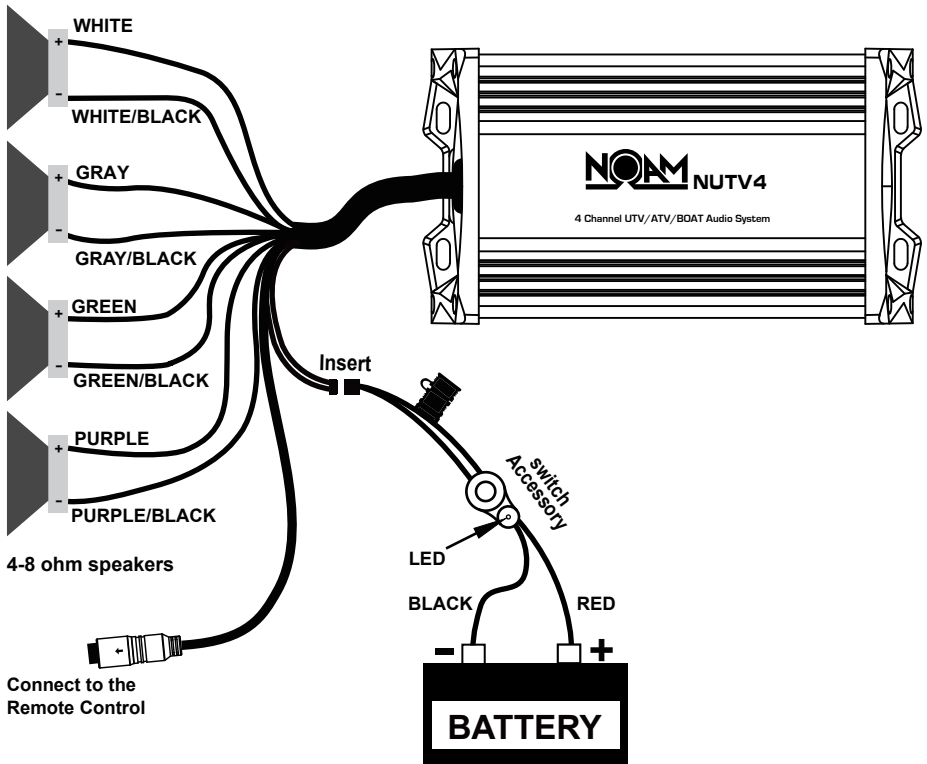 WHITE
+
-
WHITE/BLACK
GRAY
+
-
GRAY/BLACK
GREEN
+
-
GREEN/BLACK
PURPLE
+
-
PURPLE/BLACK
4-8 ohm speakers
Connect to the
Remote Control
NOAM NUTV4
4 Channel UTV/ATV/BOAT Audio System
Insert
switch
Accessory
LED
BLACK
RED
- +
BATTERY